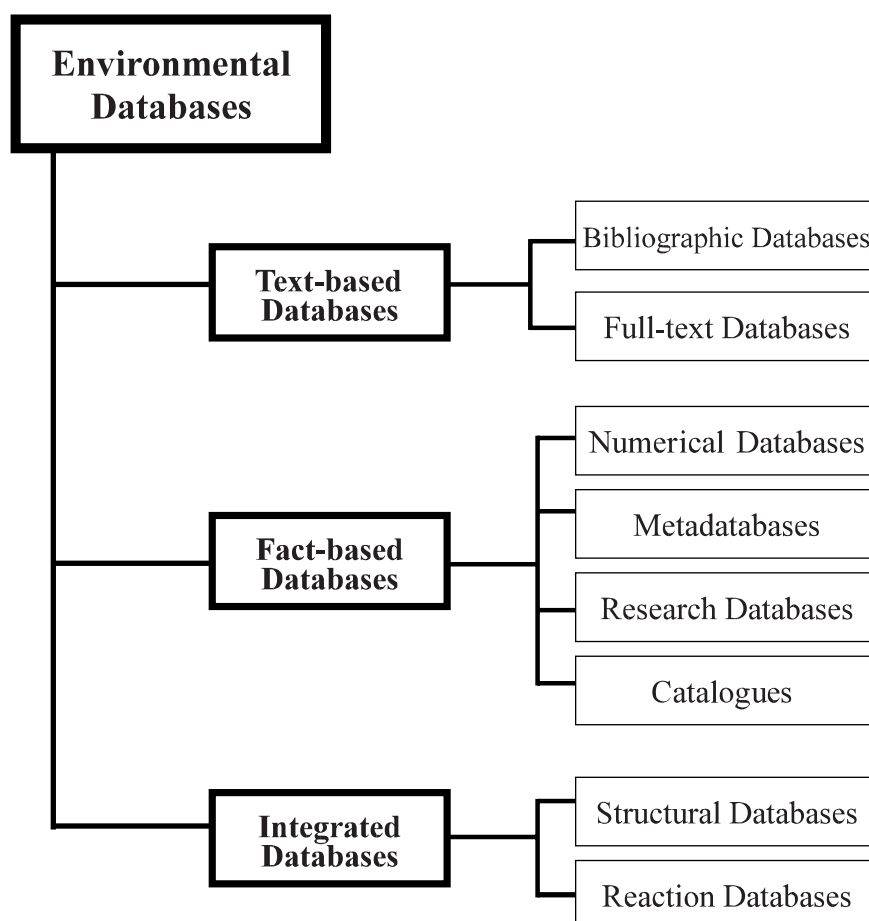 Environmental
Databases
Bibliographic Databases
Text-based
Databases
Full-text Databases
Numerical Databases
Metadatabases
Fact-based
Databases
Research Databases
Catalogues
Structural Databases
Integrated
Databases
Reaction Databases